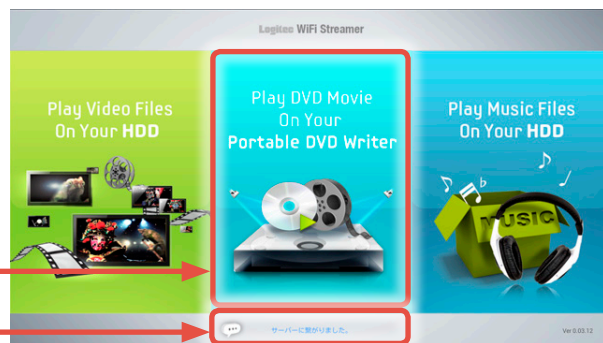 Logitec WiFi Streamer
Play Video Files
On Your HDD
Play DVD Movie
On Your
Portable DVD Writer
Play Music Files
On Your HDD
MUSIC
サーバーに繋がりました。
Ver 0.03.12